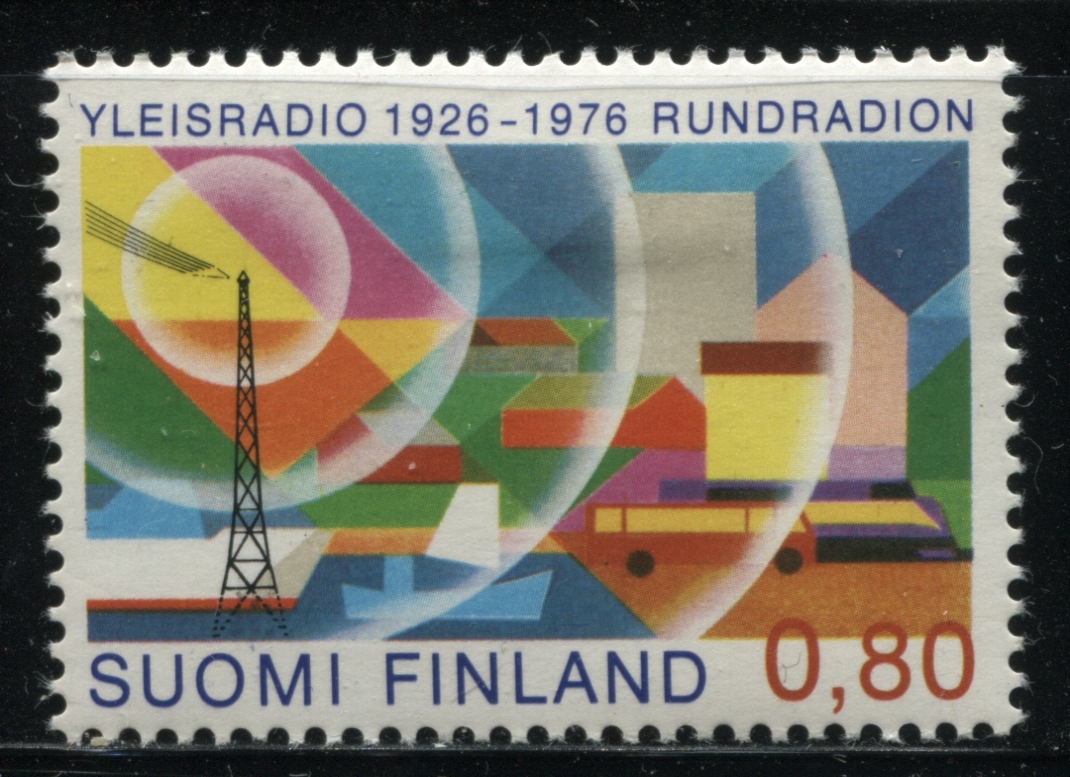 YLEISRADIO 1926-1976 RUNDRADION
SUOMI FINLAND 0,80